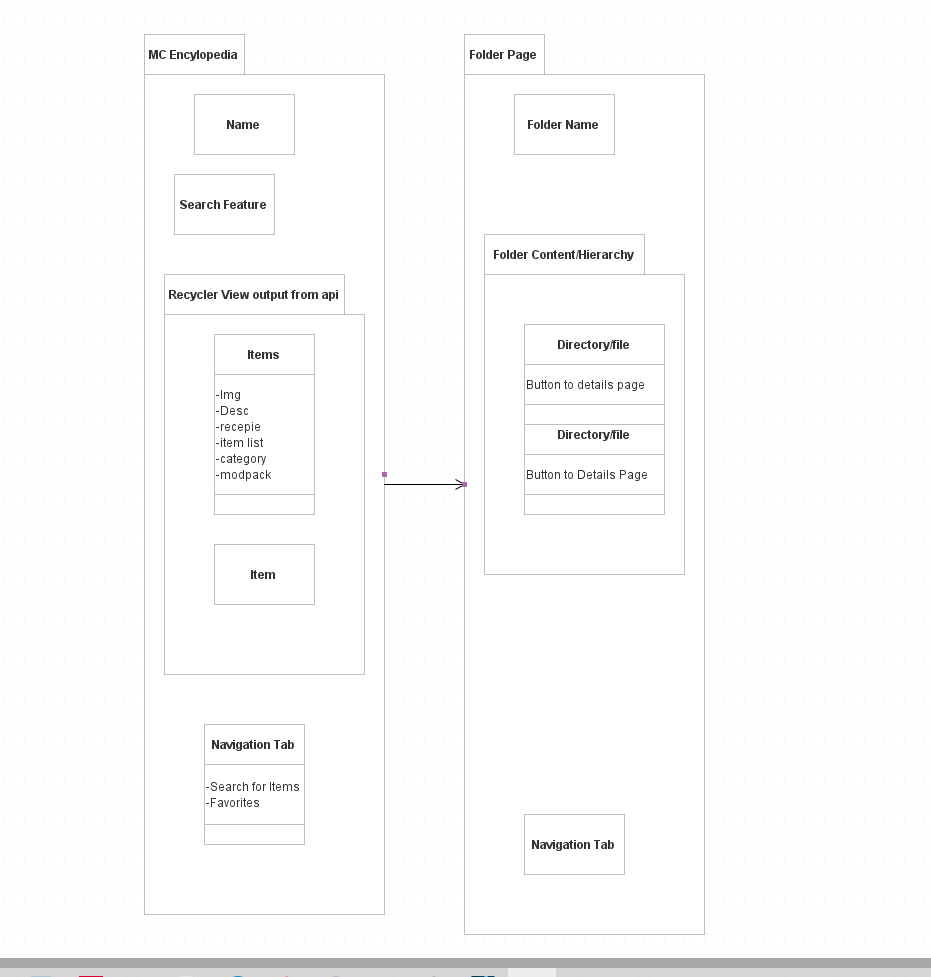 MC Encylopedia
Name
Search Feature
Recycler View output from api
Items
-Img
-Desc
-recepie
-item list
-category
-modpack
Item
Navigation Tab
-Search for Items
-Favorites
Folder Page
Folder Name
Folder Content/Hierarchy
Directory/file
Button to details page
Directory/file
Button to Details Page
Navigation Tab